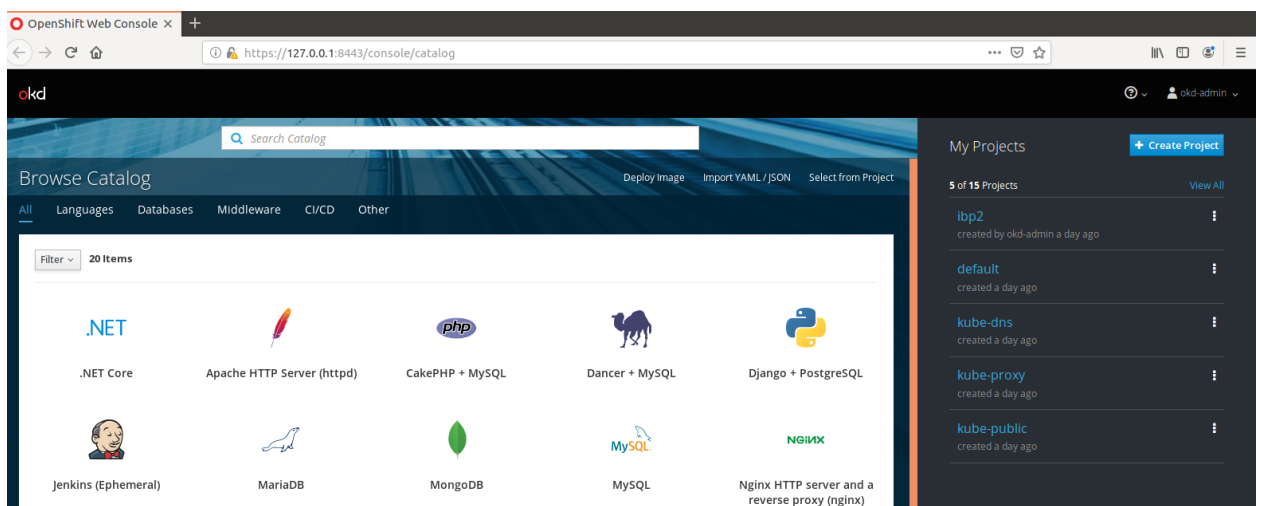 OpenShift Web Console
https://127.0.0.1:8443/console/catalog
okd
okd-admin
Search Catalog
My Projects
Create Project
Browse Catalog
Deploy Image Import YAML / JSON Select from Project
5 of 15 Projects View All
All Languages Databases Middleware CI/CD Other
ibp2
created by okd-admin a day ago
Filter 20 Items
default
created a day ago
kube-dns
created a day ago
kube-proxy
created a day ago
kube-public
created a day ago
.NET
php
.NET Core
Apache HTTP Server (httpd)
CakePHP + MySQL
Dancer + MySQL
Django + PostgreSQL
MySQL
NGINX
Jenkins (Ephemeral)
MariaDB
MongoDB
MySQL
Nginx HTTP server and a
reverse proxy (nginx)